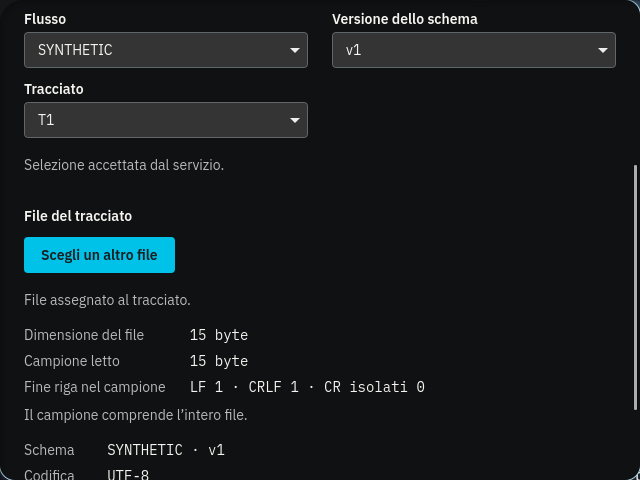 Flusso
Versione dello schema
SYNTHETIC
v1
Tracciato
T1
Selezione accettata dal servizio.
File del tracciato
Scegli un altro file
File assegnato al tracciato.
Dimensione del file 15 byte
Campione letto 15 byte
Fine riga nel campione LF 1 · CRLF 1 · CR isolati 0
Il campione comprende l’intero file.
Schema SYNTHETIC · v1
Codifica UTF-8